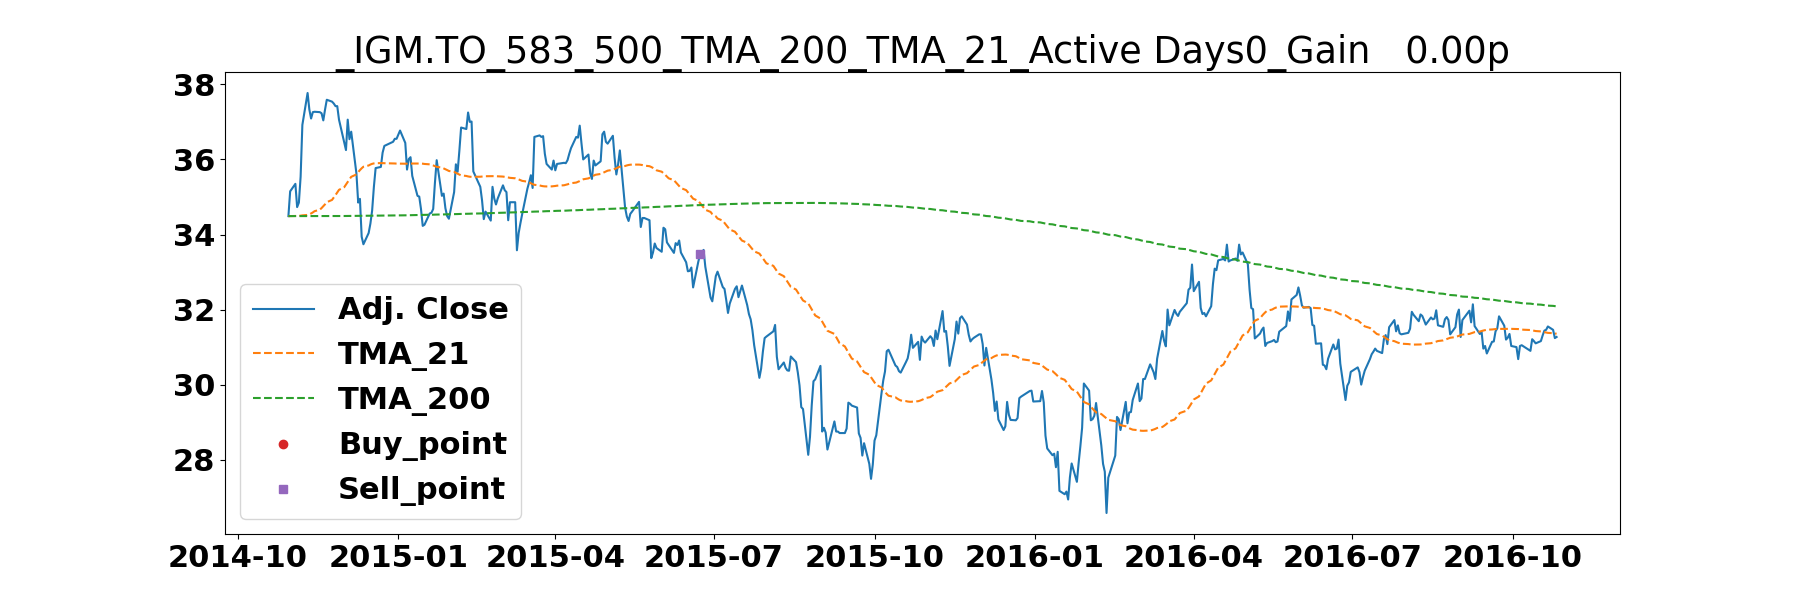 _IGM.TO_583_500_TMA_200_TMA_21_Active Days0_Gain   0.00p
38
36
34
32
30
28
Adj. Close
TMA_21
TMA_200
Buy_point
Sell_point
2014-10 2015-01 2015-04 2015-07 2015-10 2016-01 2016-04 2016-07 2016-10